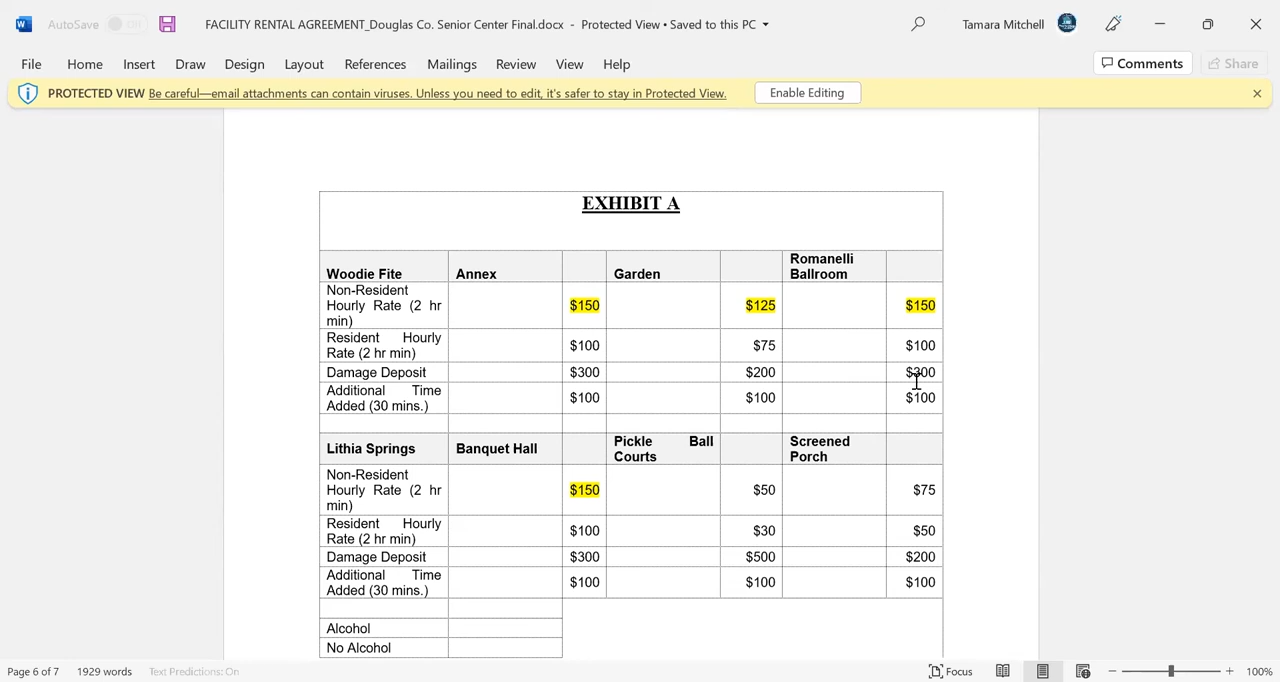 AutoSave Off FACILITY RENTAL AGREEMENT_Douglas Co. Senior Center Final.docx - Protected View • Saved to this PC Tamara Mitchell
File Home Insert Draw Design Layout References Mailings Review View Help Comments Share
PROTECTED VIEW Be careful—email attachments can contain viruses. Unless you need to edit, it's safer to stay in Protected View. Enable Editing
EXHIBIT A
Woodie Fite Annex Garden Romanelli Ballroom
Non-Resident Hourly Rate (2 hr min) $150 $125 $150
Resident Hourly Rate (2 hr min) $100 $75 $100
Damage Deposit $300 $200 $300
Additional Time Added (30 mins.) $100 $100 $100
Lithia Springs Banquet Hall Pickle Ball Courts Screened Porch
Non-Resident Hourly Rate (2 hr min) $150 $50 $75
Resident Hourly Rate (2 hr min) $100 $30 $50
Damage Deposit $300 $500 $200
Additional Time Added (30 mins.) $100 $100 $100
Alcohol
No Alcohol
Page 6 of 7 1929 words Text Predictions: On Focus 100%